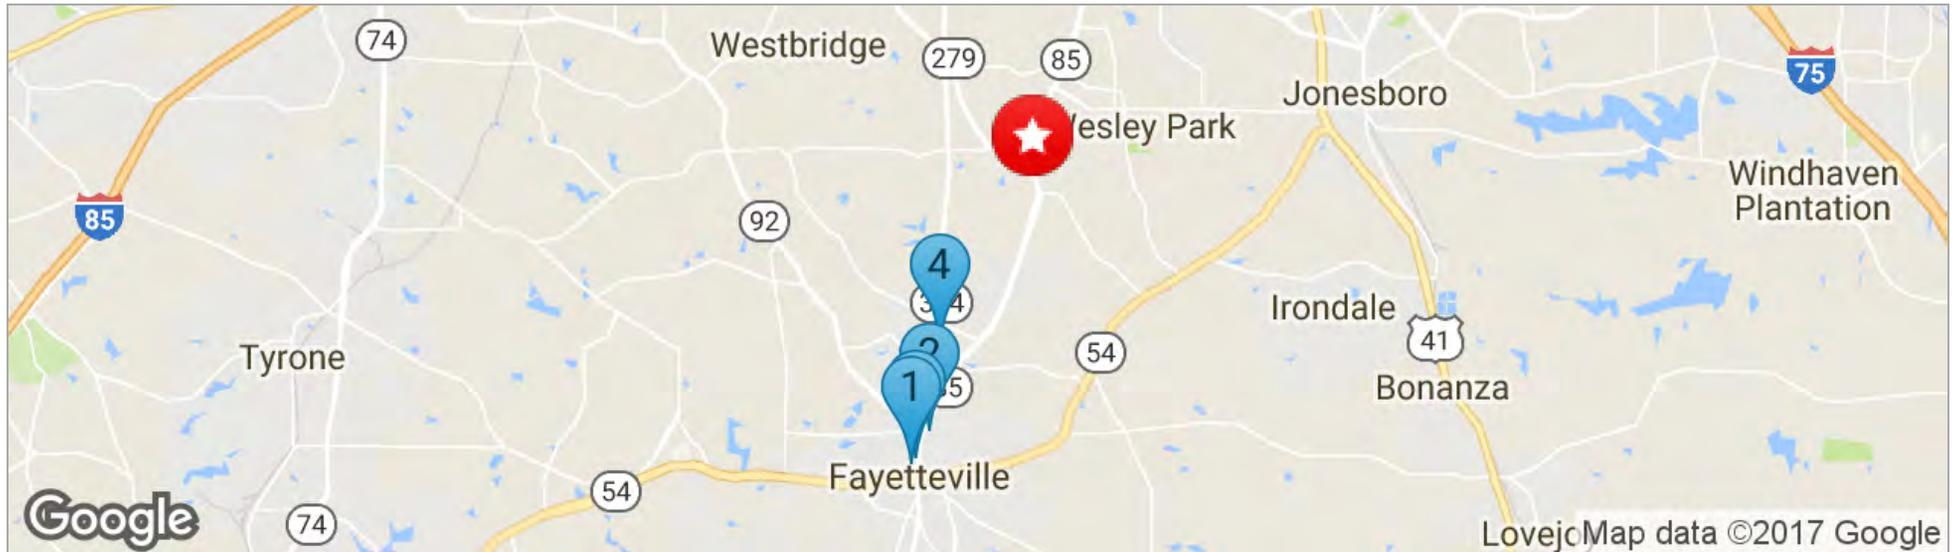 74
Westbridge
279
85
75
Jonesboro
esley Park
Windhaven
Plantation
85
92
4
Irondale
41
Tyrone
2
54
1
Bonanza
Fayetteville
54
74
Google
Lovejo
Map data ©2017 Google